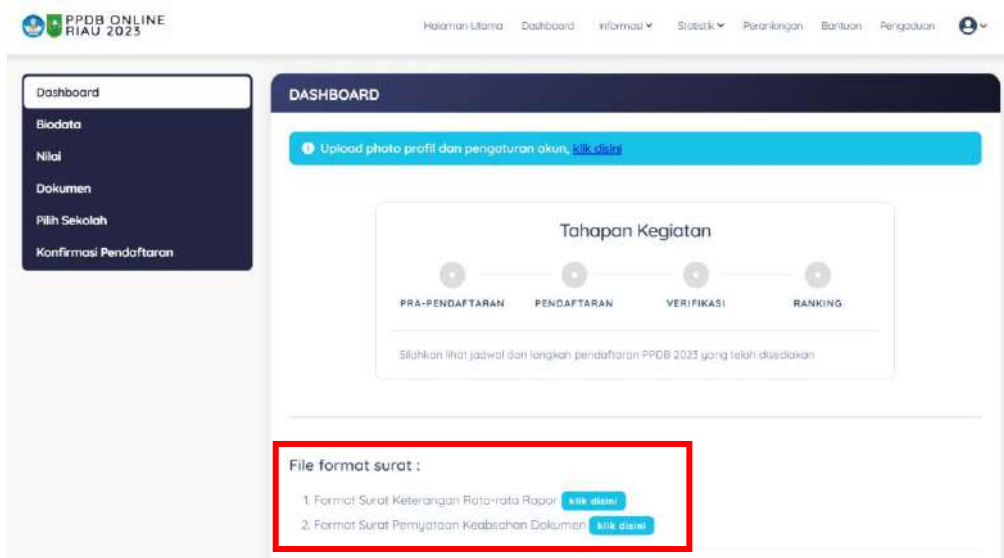 PPDB ONLINE
RIAU 2023
Halaman Utama Dashboard Informasi Statistik Perankingan Bantuan Pengaduan
Dashboard
Biodata
Nilai
Dokumen
Pilih Sekolah
Konfirmasi Pendaftaran
DASHBOARD
Upload photo profil dan pengaturan akun, klik disini
Tahapan Kegiatan
PRA-PENDAFTARAN PENDAFTARAN VERIFIKASI RANKING
Silahkan lihat jadwal dan langkah pendaftaran PPDB 2023 yang telah disediakan
File format surat :
1. Format Surat Keterangan Rata-rata Rapor klik disini
2. Format Surat Pernyataan Keabsahan Dokumen klik disini